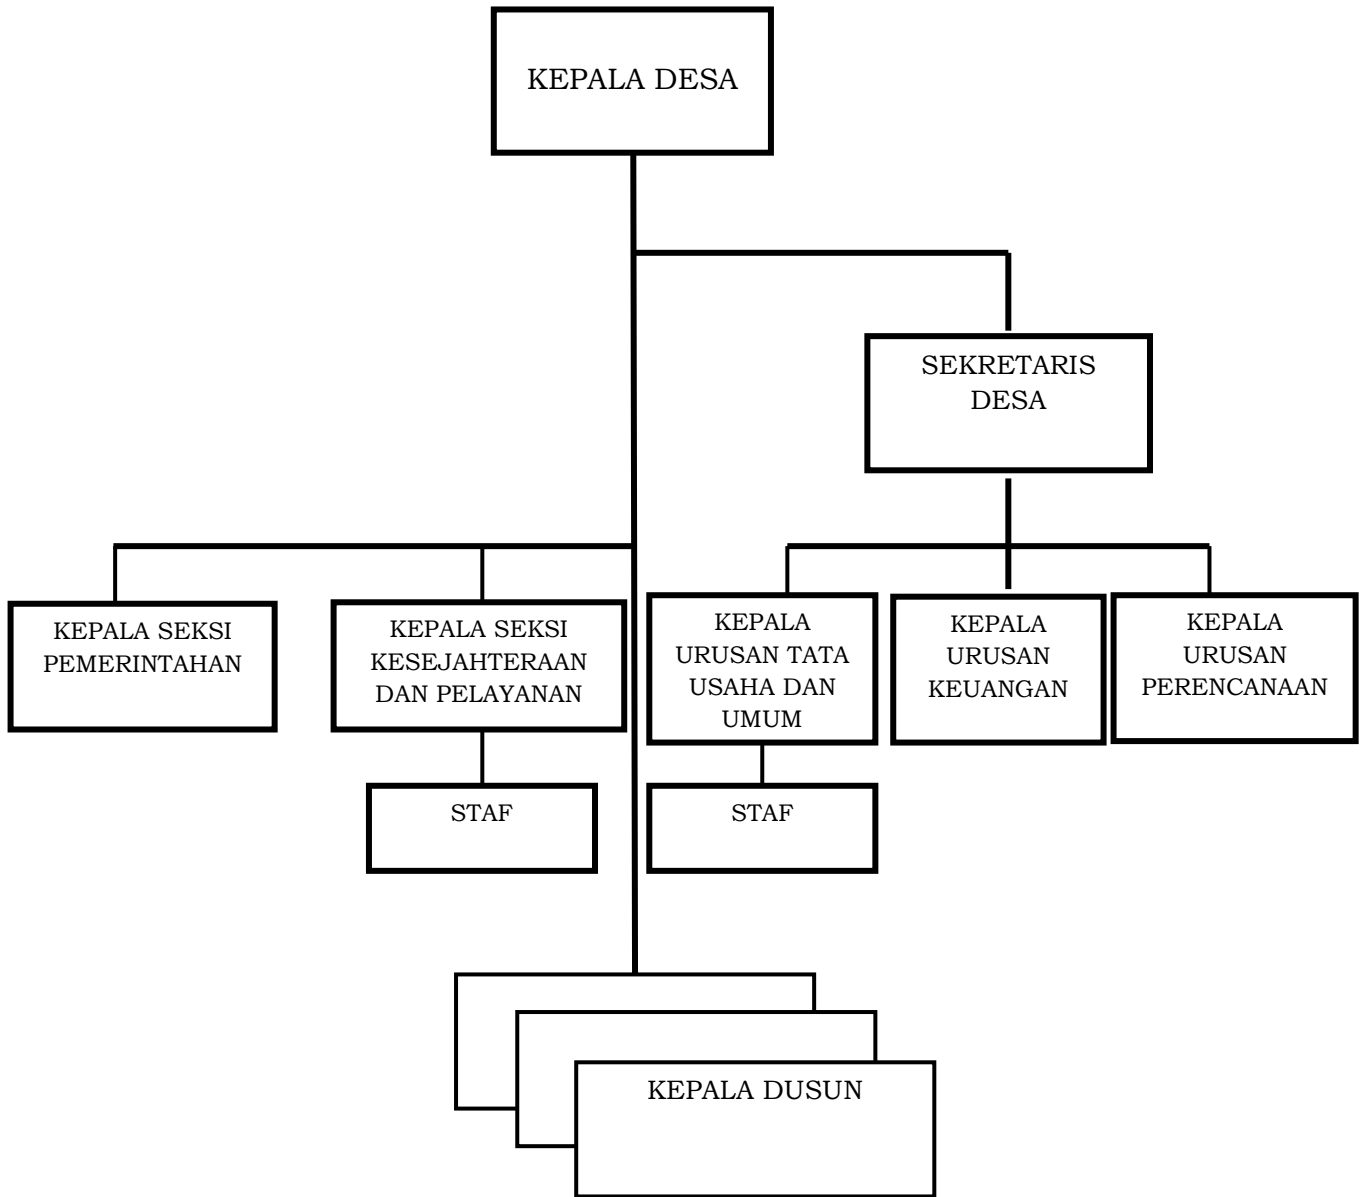 KEPALA DESA
SEKRETARIS
DESA
KEPALA SEKSI
PEMERINTAHAN
KEPALA SEKSI
KESEJAHTERAAN
DAN PELAYANAN
KEPALA
URUSAN TATA
USAHA DAN
UMUM
KEPALA
URUSAN
KEUANGAN
KEPALA
URUSAN
PERENCANAAN
STAF
STAF
KEPALA DUSUN